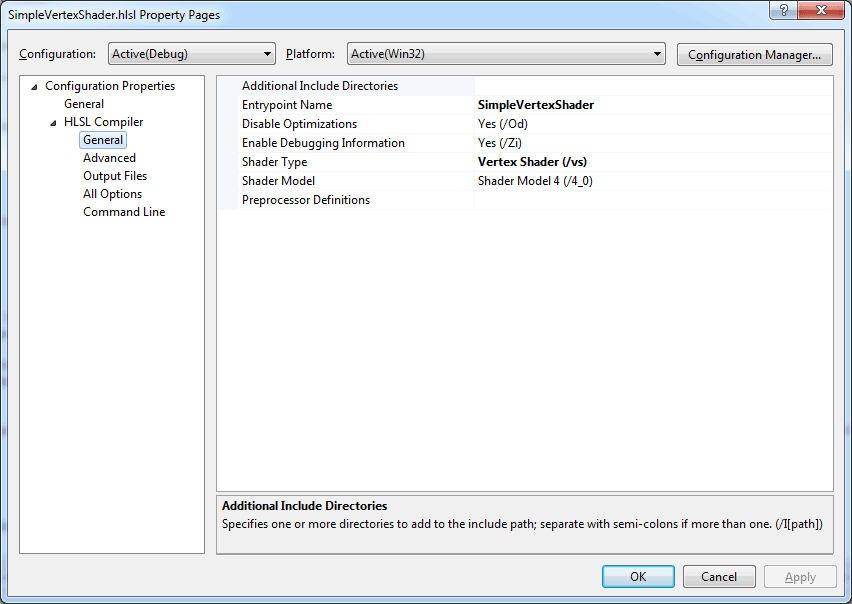 SimpleVertexShader.hlsl Property Pages
Configuration: Active(Debug) Platform: Active(Win32) Configuration Manager...
Configuration Properties
General
HLSL Compiler
General
Advanced
Output Files
All Options
Command Line
Additional Include Directories
Entrypoint Name SimpleVertexShader
Disable Optimizations Yes (/Od)
Enable Debugging Information Yes (/Zi)
Shader Type Vertex Shader (/vs)
Shader Model Shader Model 4 (/4_0)
Preprocessor Definitions
Additional Include Directories
Specifies one or more directories to add to the include path; separate with semi-colons if more than one. (/I[path])
OK Cancel Apply